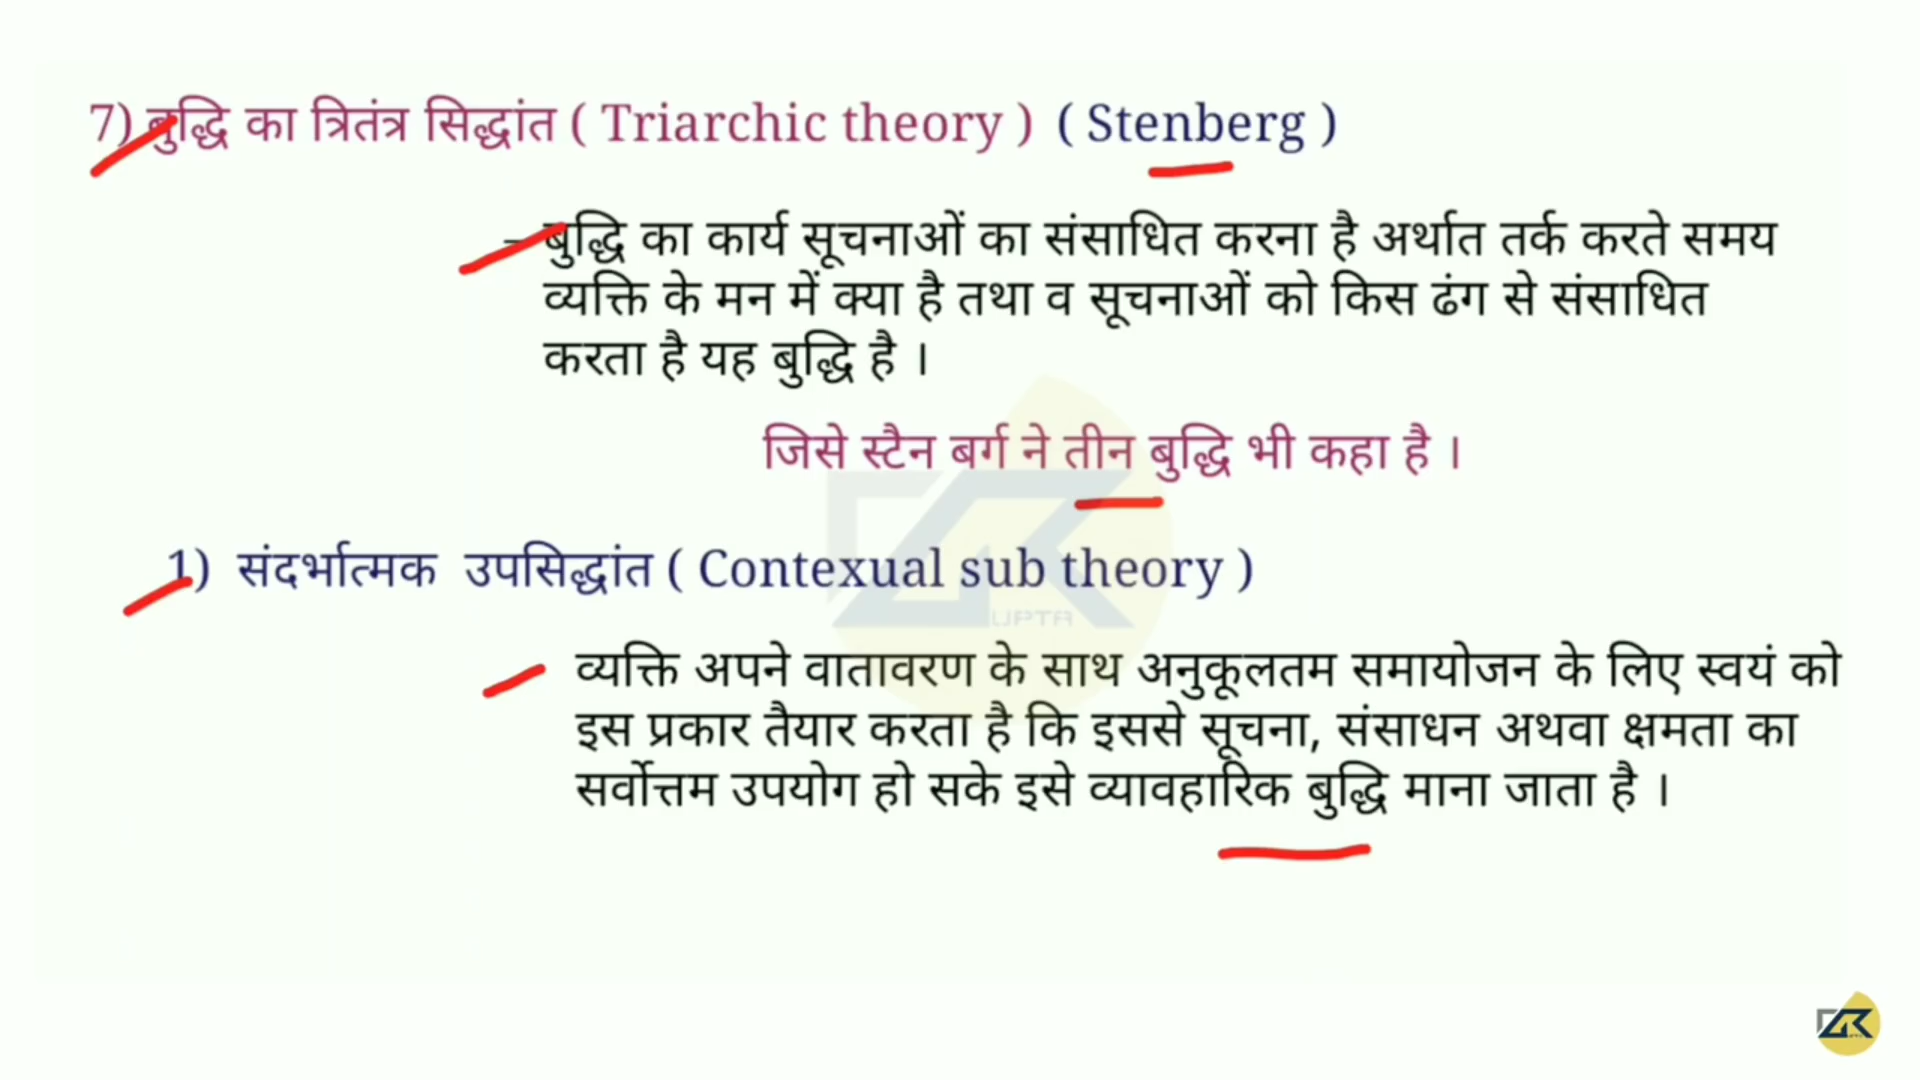 7) बुद्धि का त्रितंत्र सिद्धांत ( Triarchic theory ) ( Stenberg )
– बुद्धि का कार्य सूचनाओं का संसाधित करना है अर्थात तर्क करते समय
व्यक्ति के मन में क्या है तथा व सूचनाओं को किस ढंग से संसाधित
करता है यह बुद्धि है ।
जिसे स्टैन बर्ग ने तीन बुद्धि भी कहा है ।
1) संदर्भात्मक उपसिद्धांत ( Contexual sub theory )
व्यक्ति अपने वातावरण के साथ अनुकूलतम समायोजन के लिए स्वयं को
इस प्रकार तैयार करता है कि इससे सूचना, संसाधन अथवा क्षमता का
सर्वोत्तम उपयोग हो सके इसे व्यावहारिक बुद्धि माना जाता है ।